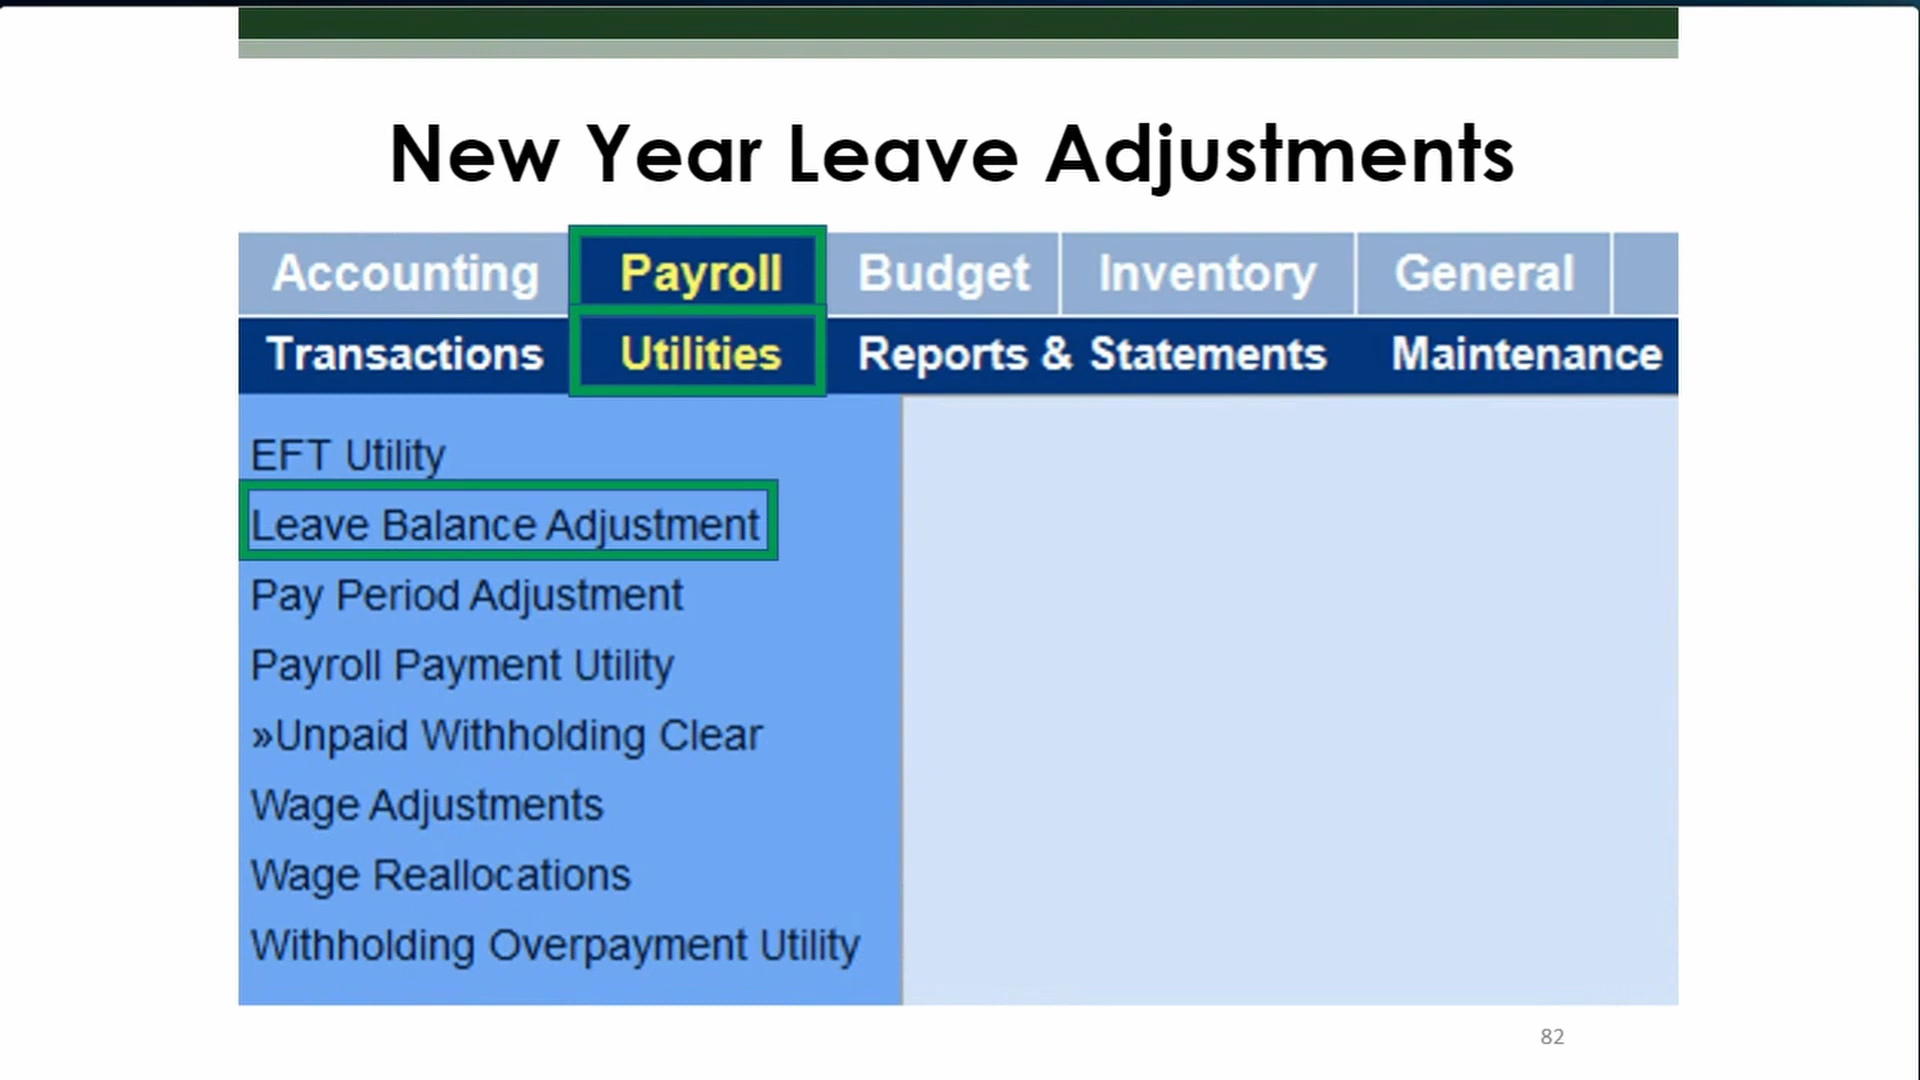 New Year Leave Adjustments
Accounting Payroll Budget Inventory General
Transactions Utilities Reports & Statements Maintenance
EFT Utility
Leave Balance Adjustment
Pay Period Adjustment
Payroll Payment Utility
»Unpaid Withholding Clear
Wage Adjustments
Wage Reallocations
Withholding Overpayment Utility
82